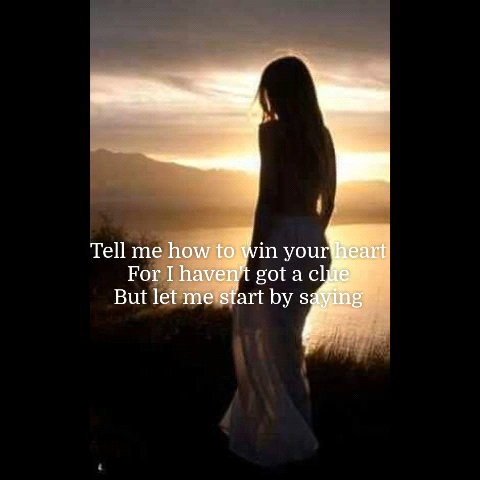 Tell me how to win your heart
For I haven't got a clue
But let me start by saying